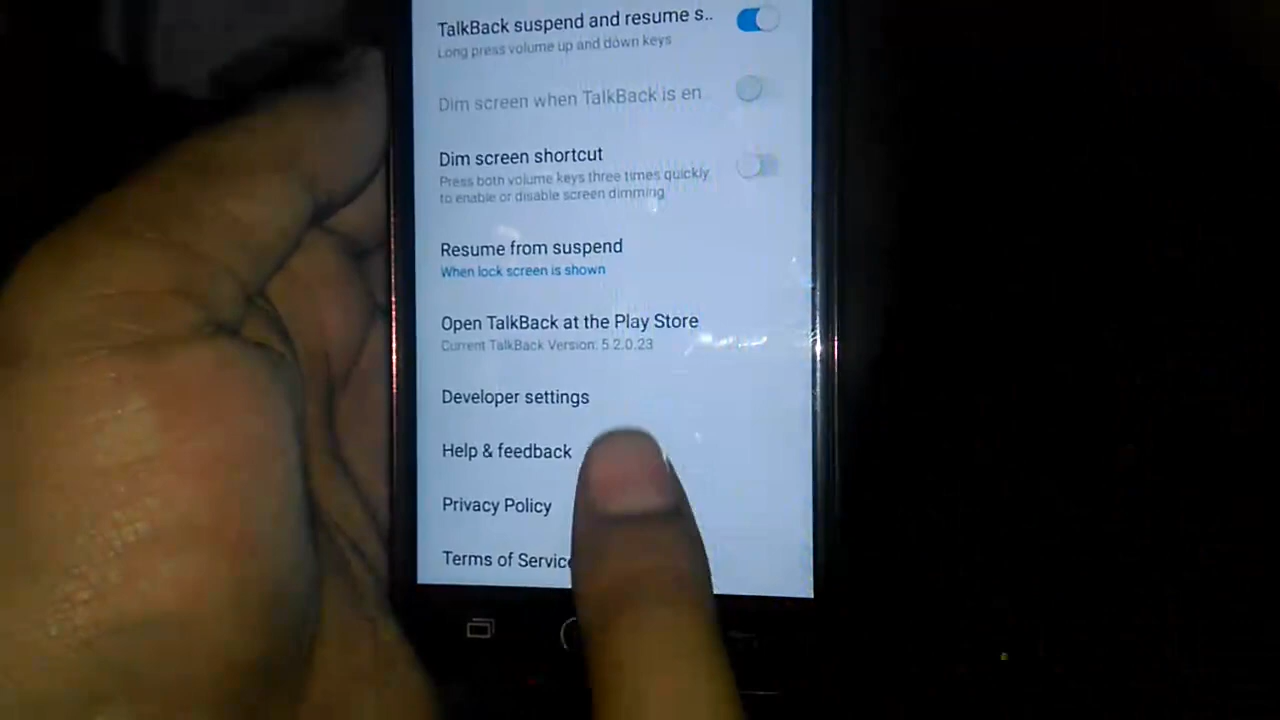 TalkBack suspend and resume s..
Long press volume up and down keys
Dim screen when TalkBack is en
Dim screen shortcut
Press both volume keys three times quickly
to enable or disable screen dimming
Resume from suspend
When lock screen is shown
Open TalkBack at the Play Store
Current TalkBack Version: 5.2.0.23
Developer settings
Help & feedback
Privacy Policy
Terms of Service